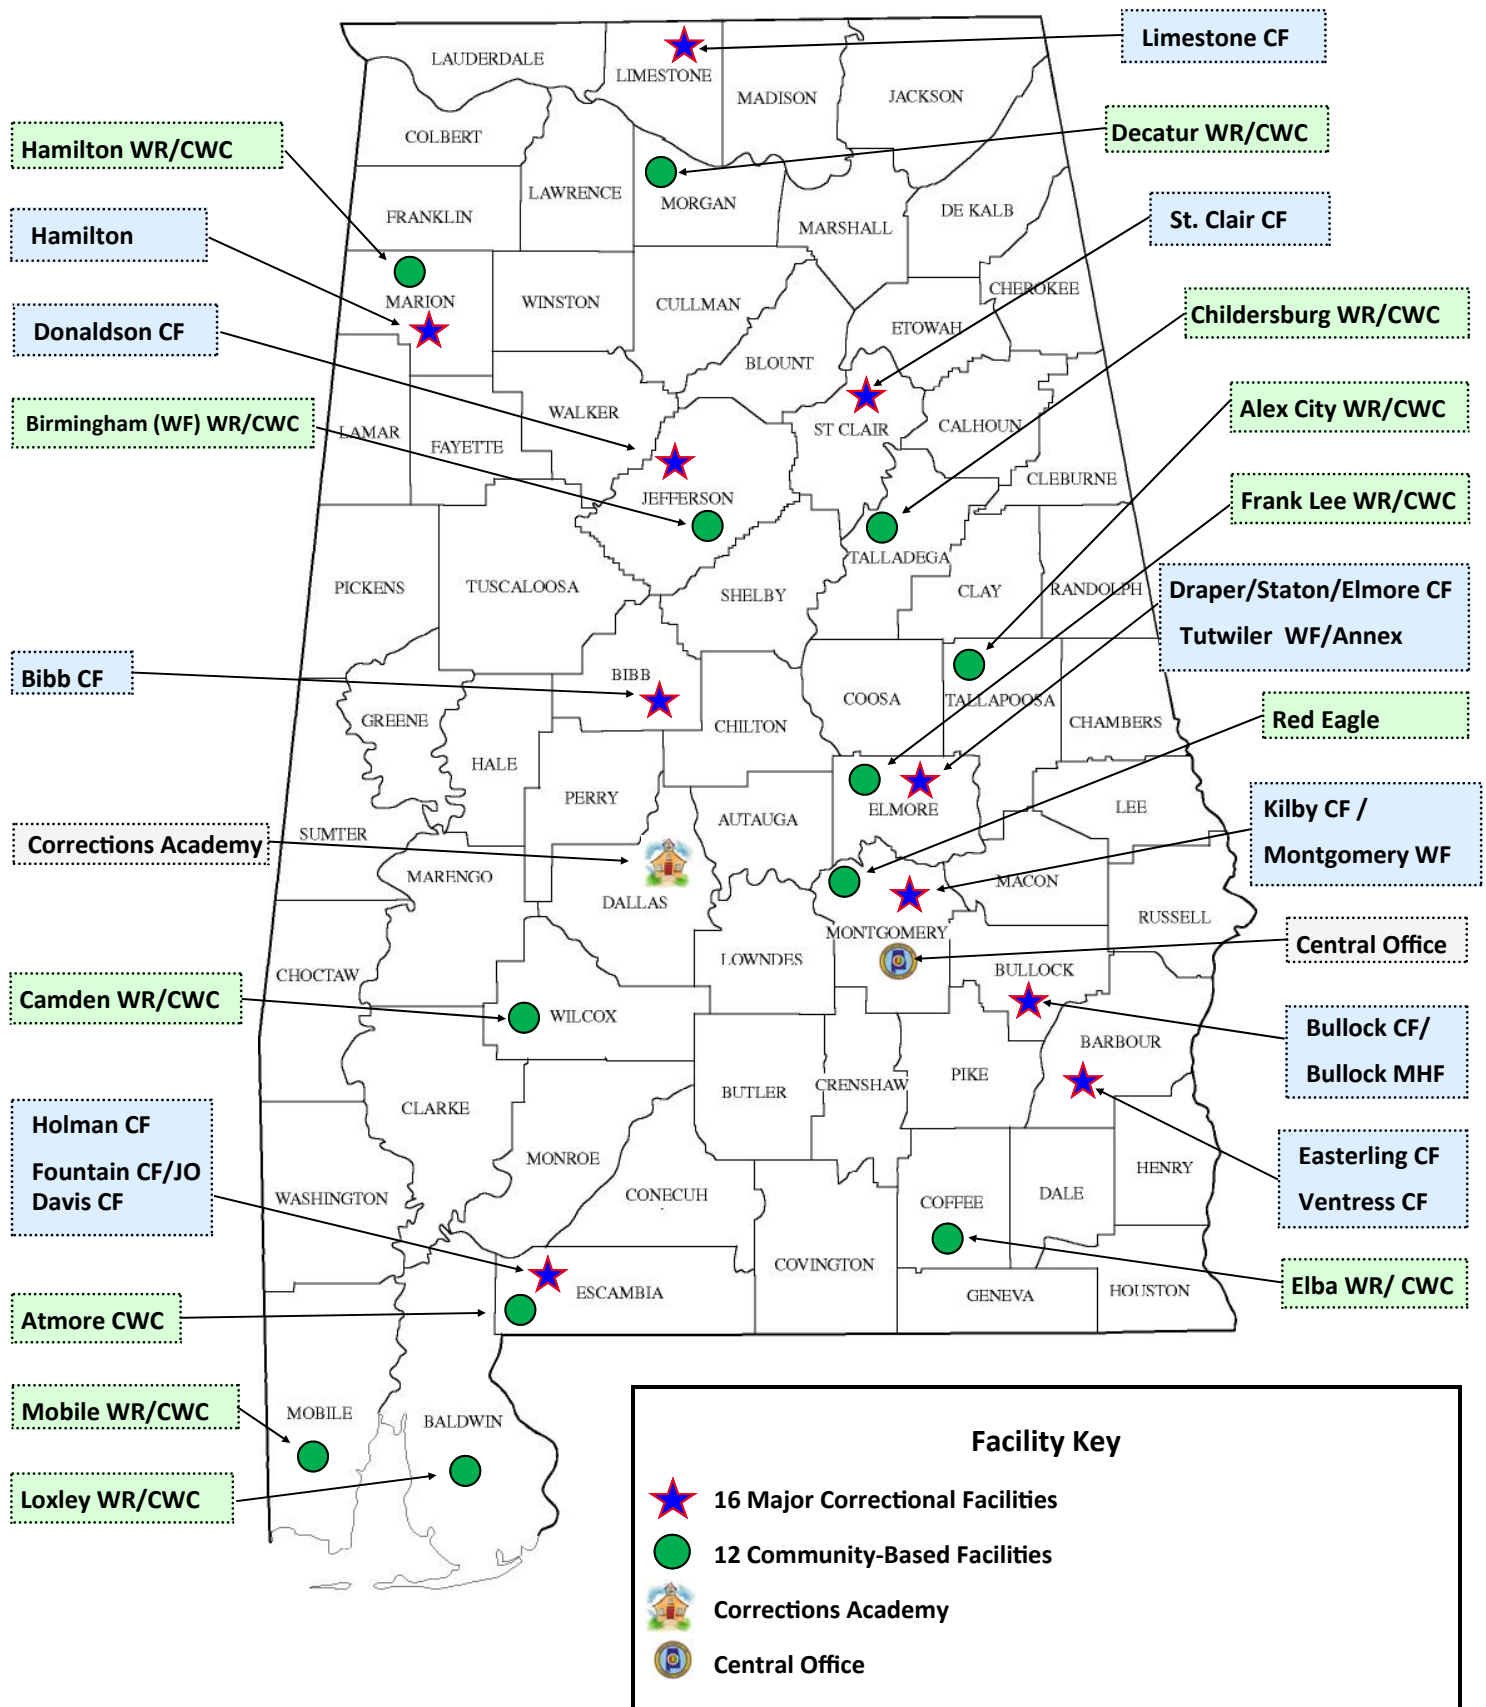 Limestone CF
LAUDERDALE
LIMESTONE
MADISON
JACKSON
Hamilton WR/CWC
COLBERT
Decatur WR/CWC
LAWRENCE
MORGAN
FRANKLIN
MARSHALL
DE KALB
Hamilton
St. Clair CF
MARION
WINSTON
CULLMAN
CHEROKEE
ETOWAH
Childersburg WR/CWC
Donaldson CF
BLOUNT
Birmingham (WF) WR/CWC
WALKER
LAMAR
FAYETTE
ST CLAIR
CALHOUN
Alex City WR/CWC
CLEBURNE
JEFFERSON
Frank Lee WR/CWC
TALLADEGA
PICKENS
TUSCALOOSA
SHELBY
CLAY
RANDOLPH
Draper/Staton/Elmore CF
Tutwiler WF/Annex
Bibb CF
BIBB
COOSA
TALLAPOOSA
CHAMBERS
GREENE
CHILTON
Red Eagle
HALE
PERRY
AUTAUGA
ELMORE
LEE
Kilby CF /
Montgomery WF
SUMTER
Corrections Academy
MARENGO
DALLAS
MACON
RUSSELL
MONTGOMERY
Central Office
CHOCTAW
LOWNDES
BULLOCK
Camden WR/CWC
WILCOX
Bullock CF/
Bullock MHF
BARBOUR
PIKE
CRENSHAW
BUTLER
CLARKE
Holman CF
Fountain CF/JO
Davis CF
MONROE
WASHINGTON
CONECUH
COFFEE
DALE
HENRY
Easterling CF
Ventress CF
COVINGTON
ESCAMBIA
GENEVA
HOUSTON
Elba WR/ CWC
Atmore CWC
Mobile WR/CWC
MOBILE
BALDWIN
Loxley WR/CWC
Facility Key
16 Major Correctional Facilities
12 Community-Based Facilities
Corrections Academy
Central Office